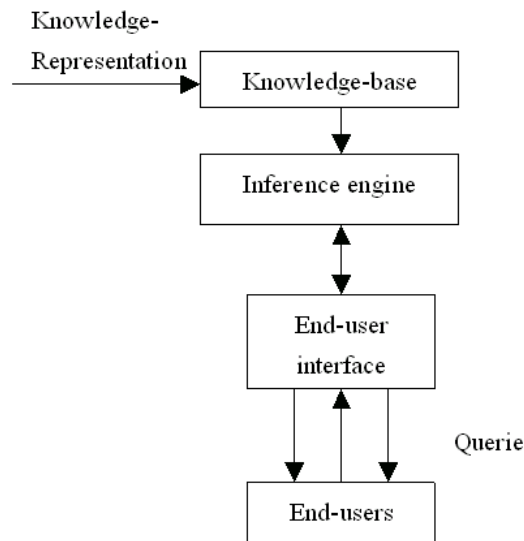 Knowledge-
Representation
Knowledge-base
Inference engine
End-user
interface
Querie
End-users